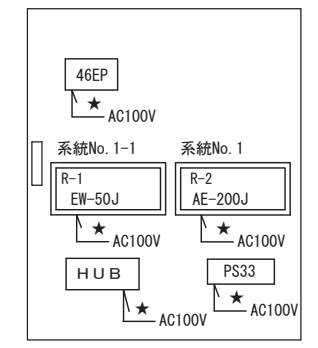 46EP
★
AC100V
系統No.1-1
系統No.1
R-1
EW-50J
R-2
AE-200J
★
AC100V
★
AC100V
HUB
PS33
★
AC100V
★
AC100V